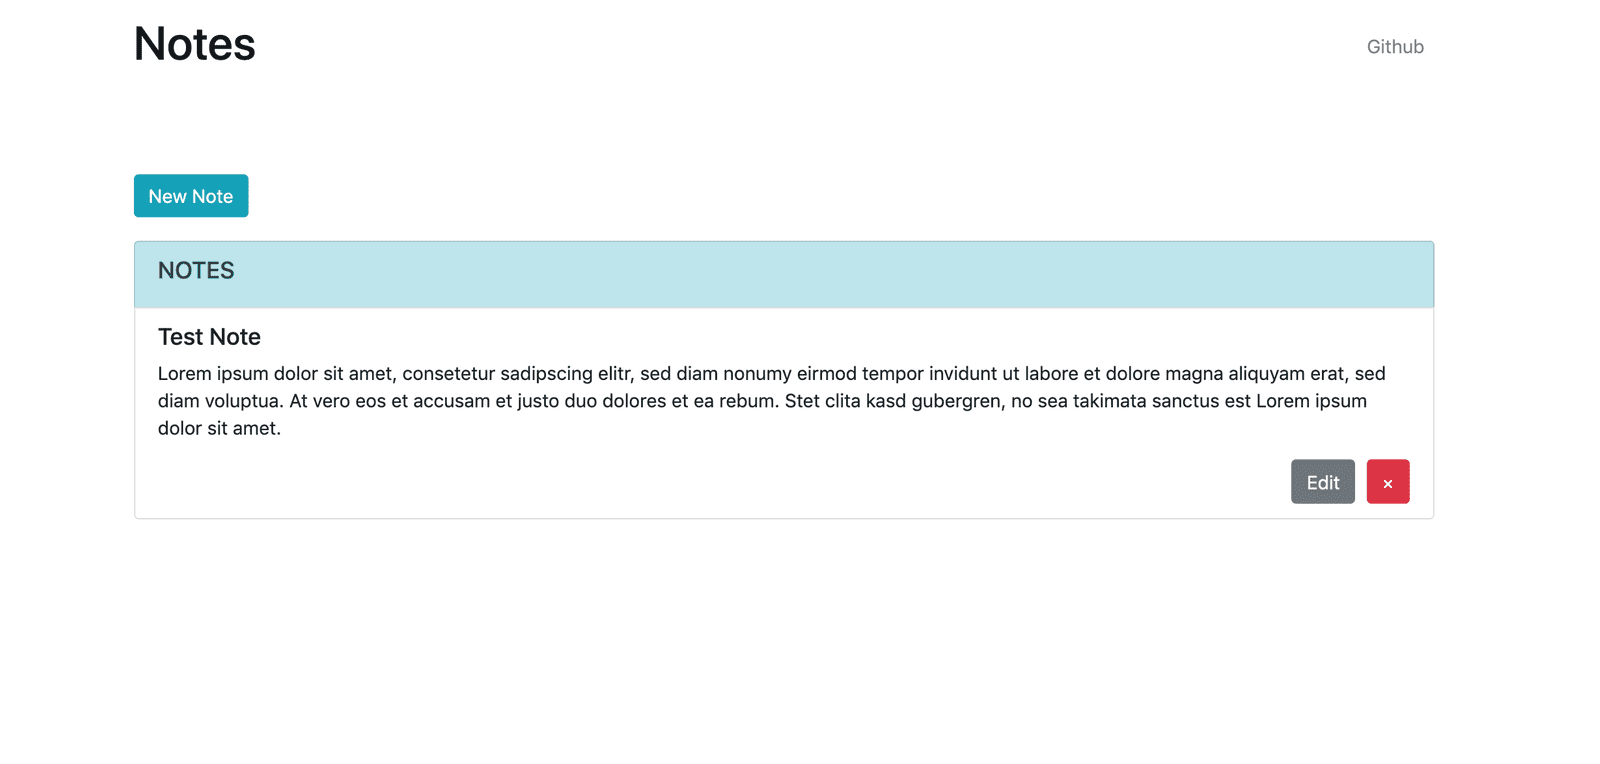 Notes
Github
New Note
NOTES
Test Note
Lorem ipsum dolor sit amet, consetetur sadipscing elitr, sed diam nonumy eirmod tempor invidunt ut labore et dolore magna aliquyam erat, sed
diam voluptua. At vero eos et accusam et justo duo dolores et ea rebum. Stet clita kasd gubergren, no sea takimata sanctus est Lorem ipsum
dolor sit amet.
Edit ×